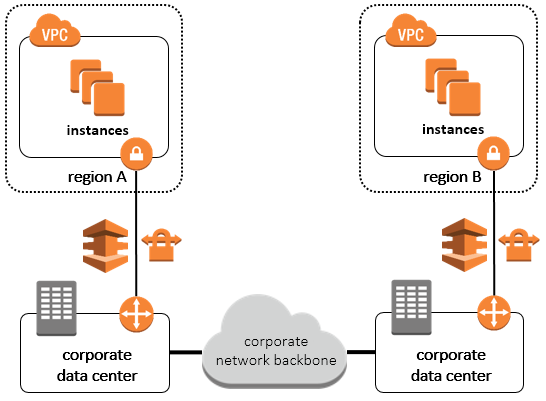 VPC
instances
region A
VPC
instances
region B
corporate
data center
corporate
network backbone
corporate
data center